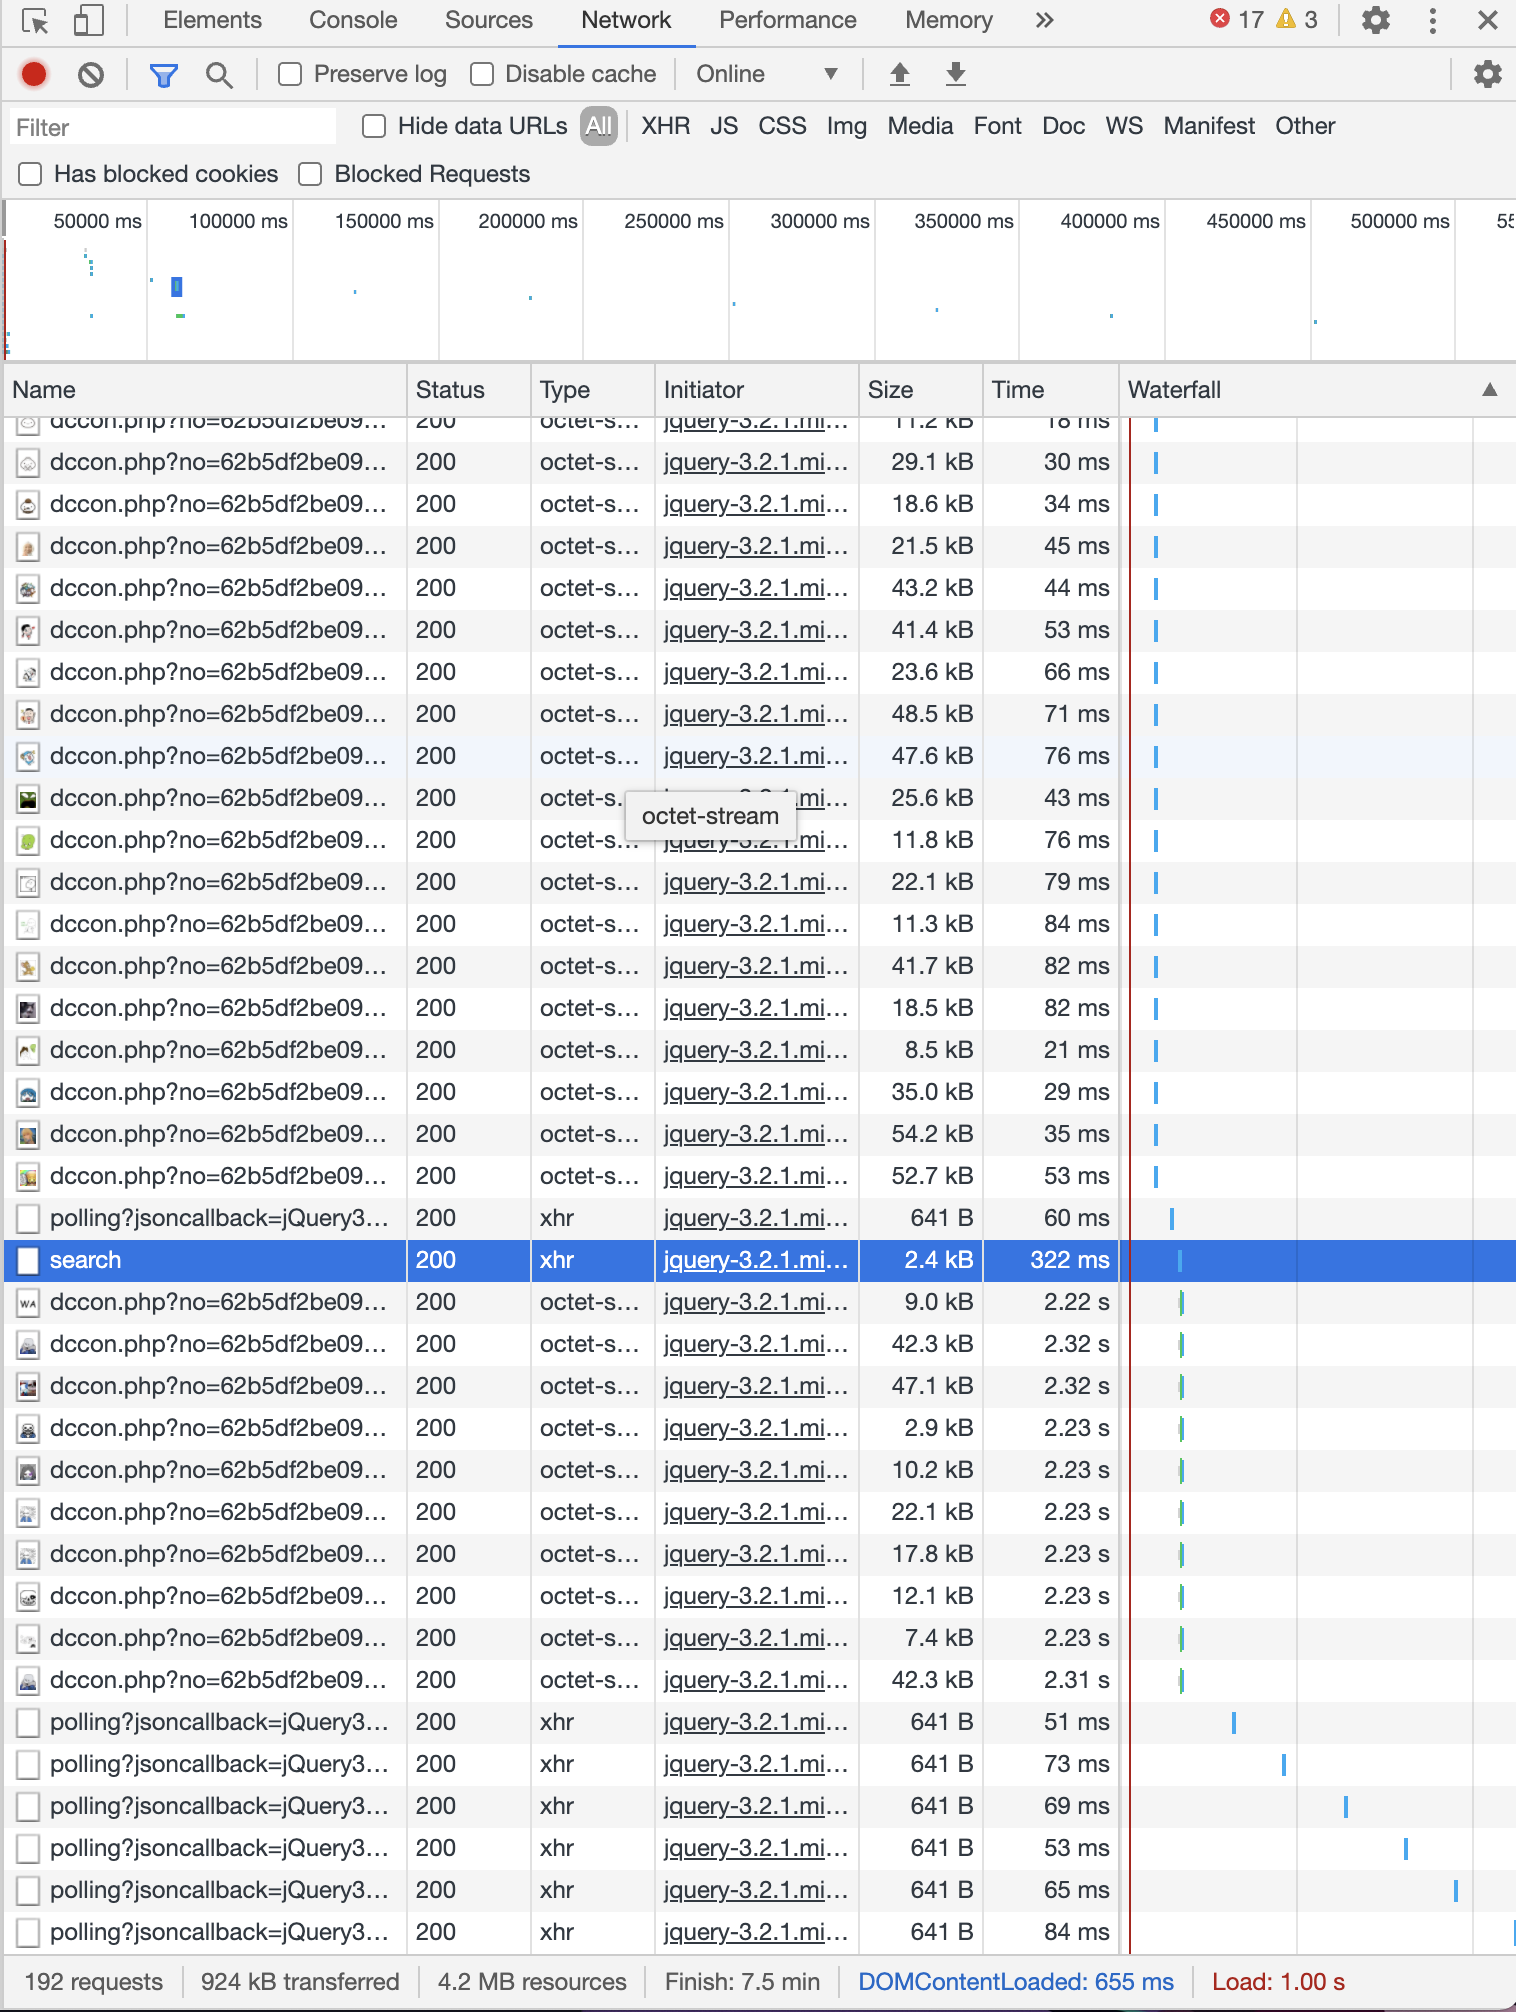 Elements Console Sources Network Performance Memory 17 3
Preserve log Disable cache Online
Filter Hide data URLs All XHR JS CSS Img Media Font Doc WS Manifest Other
Has blocked cookies Blocked Requests
50000 ms 100000 ms 150000 ms 200000 ms 250000 ms 300000 ms 350000 ms 400000 ms 450000 ms 500000 ms 55
Name Status Type Initiator Size Time Waterfall
dccon.php?no=62b5df2be09... 200 octet-s... jquery-3.2.1.mi... 11.2 kB 18 ms
dccon.php?no=62b5df2be09... 200 octet-s... jquery-3.2.1.mi... 29.1 kB 30 ms
dccon.php?no=62b5df2be09... 200 octet-s... jquery-3.2.1.mi... 18.6 kB 34 ms
dccon.php?no=62b5df2be09... 200 octet-s... jquery-3.2.1.mi... 21.5 kB 45 ms
dccon.php?no=62b5df2be09... 200 octet-s... jquery-3.2.1.mi... 43.2 kB 44 ms
dccon.php?no=62b5df2be09... 200 octet-s... jquery-3.2.1.mi... 41.4 kB 53 ms
dccon.php?no=62b5df2be09... 200 octet-s... jquery-3.2.1.mi... 23.6 kB 66 ms
dccon.php?no=62b5df2be09... 200 octet-s... jquery-3.2.1.mi... 48.5 kB 71 ms
dccon.php?no=62b5df2be09... 200 octet-s... jquery-3.2.1.mi... 47.6 kB 76 ms
dccon.php?no=62b5df2be09... 200 octet-s... jquery-3.2.1.mi... 25.6 kB 43 ms
octet-stream
dccon.php?no=62b5df2be09... 200 octet-s... jquery-3.2.1.mi... 11.8 kB 76 ms
dccon.php?no=62b5df2be09... 200 octet-s... jquery-3.2.1.mi... 22.1 kB 79 ms
dccon.php?no=62b5df2be09... 200 octet-s... jquery-3.2.1.mi... 11.3 kB 84 ms
dccon.php?no=62b5df2be09... 200 octet-s... jquery-3.2.1.mi... 41.7 kB 82 ms
dccon.php?no=62b5df2be09... 200 octet-s... jquery-3.2.1.mi... 18.5 kB 82 ms
dccon.php?no=62b5df2be09... 200 octet-s... jquery-3.2.1.mi... 8.5 kB 21 ms
dccon.php?no=62b5df2be09... 200 octet-s... jquery-3.2.1.mi... 35.0 kB 29 ms
dccon.php?no=62b5df2be09... 200 octet-s... jquery-3.2.1.mi... 54.2 kB 35 ms
dccon.php?no=62b5df2be09... 200 octet-s... jquery-3.2.1.mi... 52.7 kB 53 ms
polling?jsoncallback=jQuery3... 200 xhr jquery-3.2.1.mi... 641 B 60 ms
search 200 xhr jquery-3.2.1.mi... 2.4 kB 322 ms
WA dccon.php?no=62b5df2be09... 200 octet-s... jquery-3.2.1.mi... 9.0 kB 2.22 s
dccon.php?no=62b5df2be09... 200 octet-s... jquery-3.2.1.mi... 42.3 kB 2.32 s
dccon.php?no=62b5df2be09... 200 octet-s... jquery-3.2.1.mi... 47.1 kB 2.32 s
dccon.php?no=62b5df2be09... 200 octet-s... jquery-3.2.1.mi... 2.9 kB 2.23 s
dccon.php?no=62b5df2be09... 200 octet-s... jquery-3.2.1.mi... 10.2 kB 2.23 s
dccon.php?no=62b5df2be09... 200 octet-s... jquery-3.2.1.mi... 22.1 kB 2.23 s
dccon.php?no=62b5df2be09... 200 octet-s... jquery-3.2.1.mi... 17.8 kB 2.23 s
dccon.php?no=62b5df2be09... 200 octet-s... jquery-3.2.1.mi... 12.1 kB 2.23 s
dccon.php?no=62b5df2be09... 200 octet-s... jquery-3.2.1.mi... 7.4 kB 2.23 s
dccon.php?no=62b5df2be09... 200 octet-s... jquery-3.2.1.mi... 42.3 kB 2.31 s
polling?jsoncallback=jQuery3... 200 xhr jquery-3.2.1.mi... 641 B 51 ms
polling?jsoncallback=jQuery3... 200 xhr jquery-3.2.1.mi... 641 B 73 ms
polling?jsoncallback=jQuery3... 200 xhr jquery-3.2.1.mi... 641 B 69 ms
polling?jsoncallback=jQuery3... 200 xhr jquery-3.2.1.mi... 641 B 53 ms
polling?jsoncallback=jQuery3... 200 xhr jquery-3.2.1.mi... 641 B 65 ms
polling?jsoncallback=jQuery3... 200 xhr jquery-3.2.1.mi... 641 B 84 ms
192 requests 924 kB transferred 4.2 MB resources Finish: 7.5 min DOMContentLoaded: 655 ms Load: 1.00 s